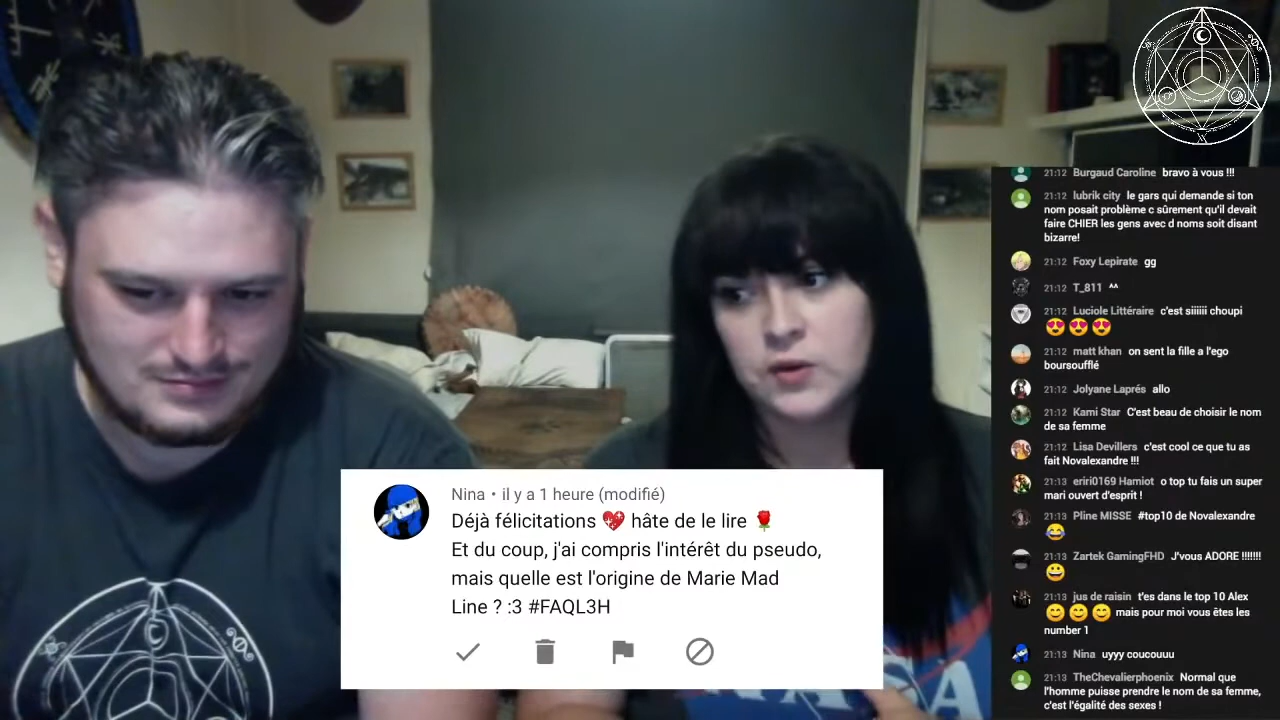 Nina • il y a 1 heure (modifié)
Déjà félicitations 💖 hâte de le lire 🌹
Et du coup, j'ai compris l'intérêt du pseudo,
mais quelle est l'origine de Marie Mad
Line ? :3 #FAQL3H
NASA
21:12 Burgaud Caroline bravo à vous !!!
21:12 lubrik city le gars qui demande si ton
nom posait problème c sûrement qu'il devait
faire CHIER les gens avec d noms soit disant
bizarre!
21:12 Foxy Lepirate gg
21:12 T_811 ^^
21:12 Luciole Littéraire c'est siiiiii choupi
😍😍😍
21:12 matt khan on sent la fille a l'ego
boursoufflé
21:12 Jolyane Laprés allo
21:12 Kami Star C'est beau de choisir le nom
de sa femme
21:12 Lisa Devillers c'est cool ce que tu as
fait Novalexandre !!!
21:13 eriri0169 Hamiot o top tu fais un super
mari ouvert d'esprit !
21:13 Pline MISSE #top10 de Novalexandre
😂
21:13 Zartek GamingFHD J'vous ADORE !!!!!!!
😀
21:13 jus de raisin t'es dans le top 10 Alex
😊😊😊 mais pour moi vous êtes les
number 1
21:13 Nina uyyy coucouuu
21:13 TheChevalierphoenix Normal que
l'homme puisse prendre le nom de sa femme,
c'est l'égalité des sexes !